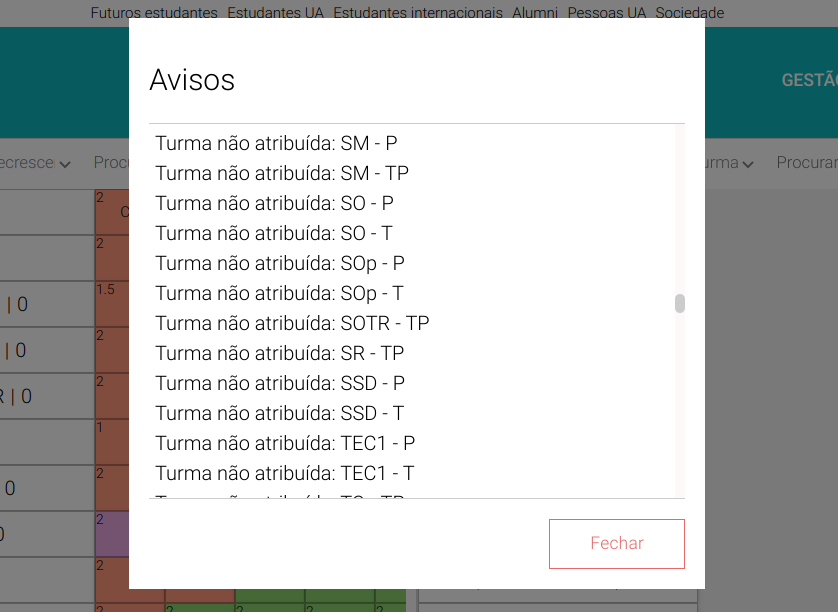 Futuros estudantes Estudantes UA Estudantes internacionais Alumni Pessoas UA Sociedade
Avisos
GESTÃ
Turma não atribuída: SM - P
Turma não atribuída: SM - TP
Turma não atribuída: SO - P
Turma não atribuída: SO - T
Turma não atribuída: SOp - P
Turma não atribuída: SOp - T
Turma não atribuída: SOTR - TP
Turma não atribuída: SR - TP
Turma não atribuída: SSD - P
Turma não atribuída: SSD - T
Turma não atribuída: TEC1 - P
Turma não atribuída: TEC1 - T
Fechar
ecresce
Proc
urma
Procurar
2
2
1.5
| 0
2
| 0
2
R | 0
1
2
0
2
2
2 2 2 2